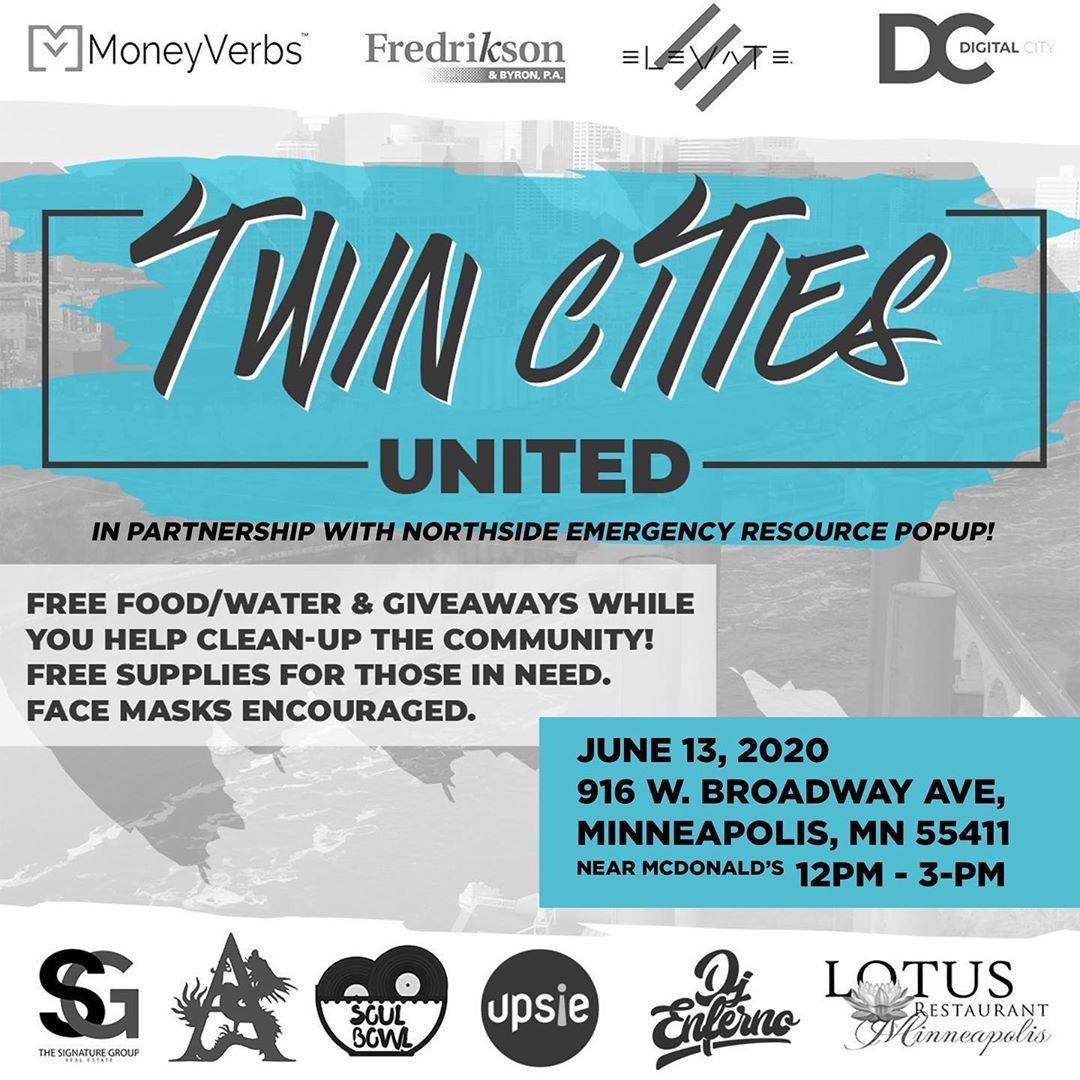 MoneyVerbs™
Fredrikson
& BYRON, P.A.
ELEVATE.
DC
DIGITAL CITY
TWIN CITIES
UNITED
IN PARTNERSHIP WITH NORTHSIDE EMERGENCY RESOURCE POPUP!
FREE FOOD/WATER & GIVEAWAYS WHILE
YOU HELP CLEAN-UP THE COMMUNITY!
FREE SUPPLIES FOR THOSE IN NEED.
FACE MASKS ENCOURAGED.
JUNE 13, 2020
916 W. BROADWAY AVE,
MINNEAPOLIS, MN 55411
NEAR MCDONALD'S 12PM - 3-PM
SG
THE SIGNATURE GROUP
REAL ESTATE
A
SOUL
BOWL
upsie
Dj
Enferno
LOTUS
RESTAURANT
Minneapolis